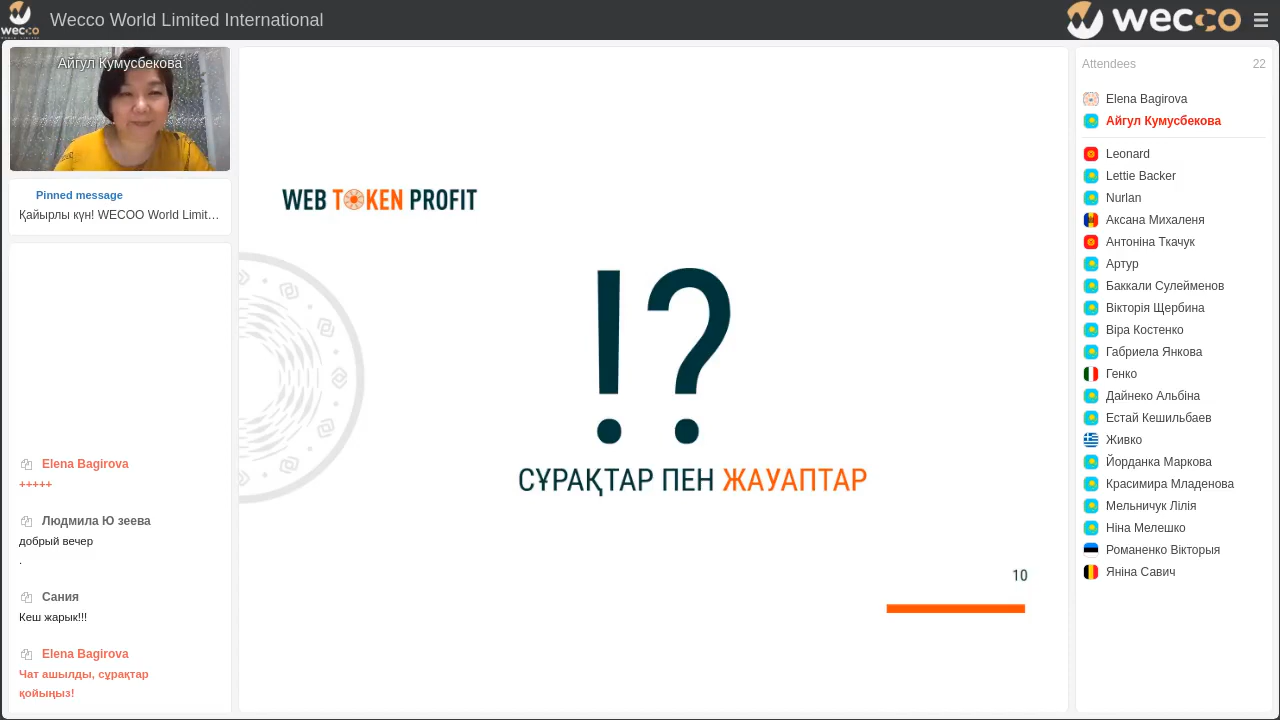 wecco
Wecco World Limited International
wecco
Айгул Кумусбекова
Pinned message
Қайырлы күн! WECOO World Limit…
Elena Bagirova
+++++
Людмила Ю зеева
добрый вечер
.
Сания
Кеш жарык!!!
Elena Bagirova
Чат ашылды, сұрақтар
қойыңыз!
WEB TOKEN PROFIT
!?
СҰРАҚТАР ПЕН ЖАУАПТАР
10
Attendees 22
Elena Bagirova
Айгул Кумусбекова
Leonard
Lettie Backer
Nurlan
Аксана Михаленя
Антоніна Ткачук
Артур
Баккали Сулейменов
Вікторія Щербина
Віра Костенко
Габриела Янкова
Генко
Дайнеко Альбіна
Естай Кешильбаев
Живко
Йорданка Маркова
Красимира Младенова
Мельничук Лілія
Ніна Мелешко
Романенко Вікторыя
Яніна Савич